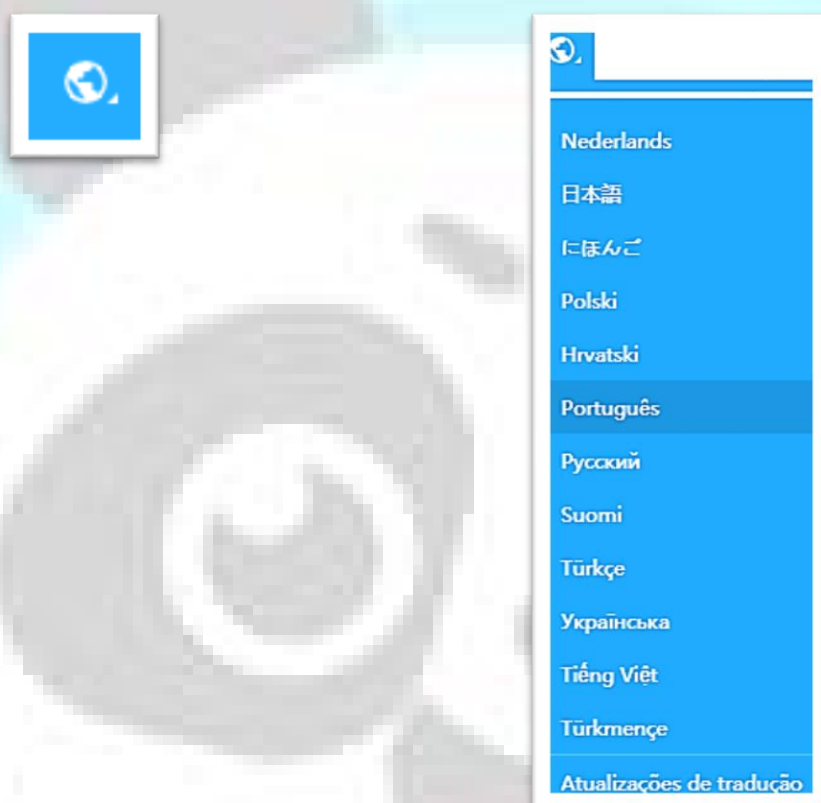 Nederlands
日本語
にほんご
Polski
Hrvatski
Português
Русский
Suomi
Türkçe
Українська
Tiếng Việt
Türkmençe
Atualizações de tradução